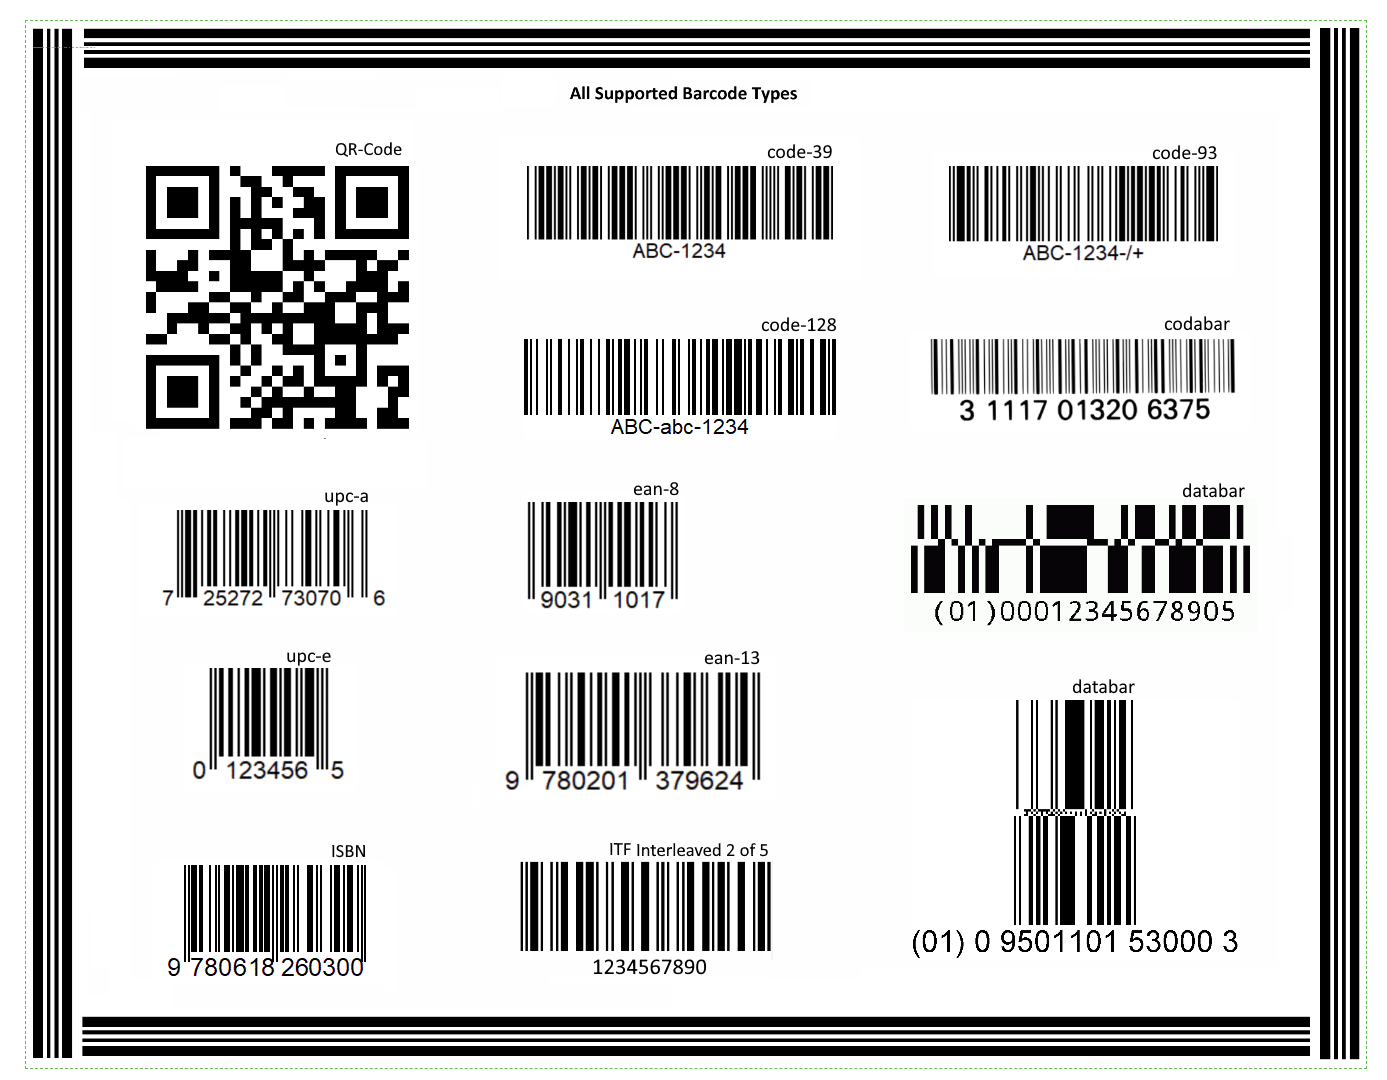 All Supported Barcode Types
QR-Code
code-39
ABC-1234
code-93
ABC-1234-/+
code-128
ABC-abc-1234
codabar
3 1117 01320 6375
upc-a
7 25272 73070 6
ean-8
9031 1017
databar
(01)00012345678905
upc-e
0 123456 5
ean-13
9 780201 379624
databar
(01) 0 9501101 53000 3
ISBN
9 780618 260300
ITF Interleaved 2 of 5
1234567890